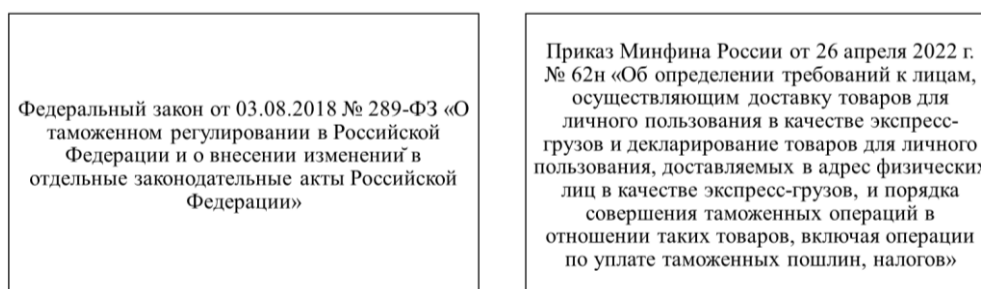 Федеральный закон от 03.08.2018 № 289-ФЗ «О
таможенном регулировании в Российской
Федерации и о внесении изменений̆ в
отдельные законодательные акты Российской
Федерации»
Приказ Минфина России от 26 апреля 2022 г.
№ 62н «Об определении требований к лицам,
осуществляющим доставку товаров для
личного пользования в качестве экспресс-
грузов и декларирование товаров для личного
пользования, доставляемых в адрес физических
лиц в качестве экспресс-грузов, и порядка
совершения таможенных операций в
отношении таких товаров, включая операции
по уплате таможенных пошлин, налогов»